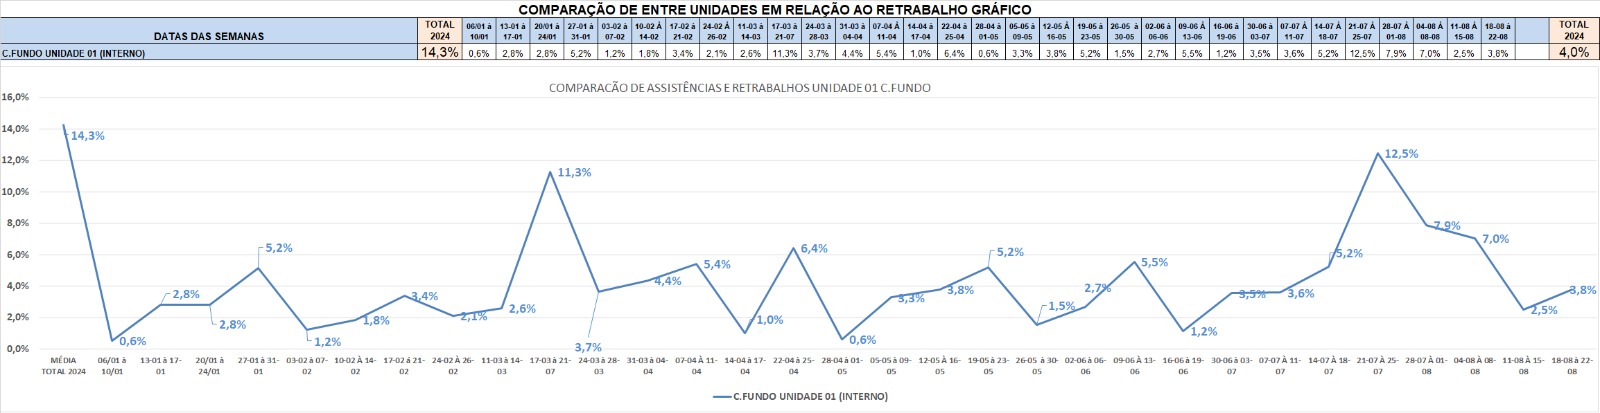 COMPARAÇÃO DE ENTRE UNIDADES EM RELAÇÃO AO RETRABALHO GRÁFICO
DATAS DAS SEMANAS TOTAL 2024 06/01 à 10/01 13-01 à 17-01 20/01 à 24/01 27-01 à 31-01 03-02 à 07-02 10-02 À 14-02 17-02 à 21-02 24-02 À 26-02 11-03 à 14-03 17-03 à 21-07 24-03 à 28-03 31-03 à 04-04 07-04 À 11-04 14-04 à 17-04 22-04 à 25-04 28-04 à 01-05 05-05 à 09-05 12-05 À 16-05 19-05 à 23-05 26-05 à 30-05 02-06 à 06-06 09-06 À 13-06 16-06 à 19-06 30-06 à 03-07 07-07 À 11-07 14-07 à 18-07 21-07 À 25-07 28-07 À 01-08 04-08 À 08-08 11-08 à 15-08 18-08 à 22-08 TOTAL 2024
C.FUNDO UNIDADE 01 (INTERNO) 14,3% 0,6% 2,8% 2,8% 5,2% 1,2% 1,8% 3,4% 2,1% 2,6% 11,3% 3,7% 4,4% 5,4% 1,0% 6,4% 0,6% 3,3% 3,8% 5,2% 1,5% 2,7% 5,5% 1,2% 3,5% 3,6% 5,2% 12,5% 7,9% 7,0% 2,5% 3,8% 4,0%
COMPARACÃO DE ASSISTÊNCIAS E RETRABALHOS UNIDADE 01 C.FUNDO
16,0%
14,0%
12,0%
10,0%
8,0%
6,0%
4,0%
2,0%
0,0%
14,3% 0,6% 2,8% 2,8% 5,2% 1,2% 1,8% 3,4% 2,1% 2,6% 11,3% 3,7% 4,4% 5,4% 1,0% 6,4% 0,6% 3,3% 3,8% 5,2% 1,5% 2,7% 5,5% 1,2% 3,5% 3,6% 5,2% 12,5% 7,9% 7,0% 2,5% 3,8%
MÉDIA 06/01 à 13-01 à 17- 20/01 à 27-01 à 31- 03-02 à 07- 10-02 À 14- 17-02 à 21- 24-02 À 26- 11-03 à 14- 17-03 à 21- 24-03 à 28- 31-03 à 04- 07-04 À 11- 14-04 à 17- 22-04 à 25- 28-04 à 01- 05-05 à 09- 12-05 À 16- 19-05 à 23- 26-05 à 30- 02-06 à 06- 09-06 À 13- 16-06 à 19- 30-06 à 03- 07-07 À 11- 14-07 à 18- 21-07 À 25- 28-07 À 01- 04-08 À 08- 11-08 à 15- 18-08 à 22-
TOTAL 2024 10/01 01 24/01 01 02 02 02 02 03 07 03 04 04 04 04 05 05 05 05 05 06 06 06 07 07 07 07 08 08 08 08
C.FUNDO UNIDADE 01 (INTERNO)